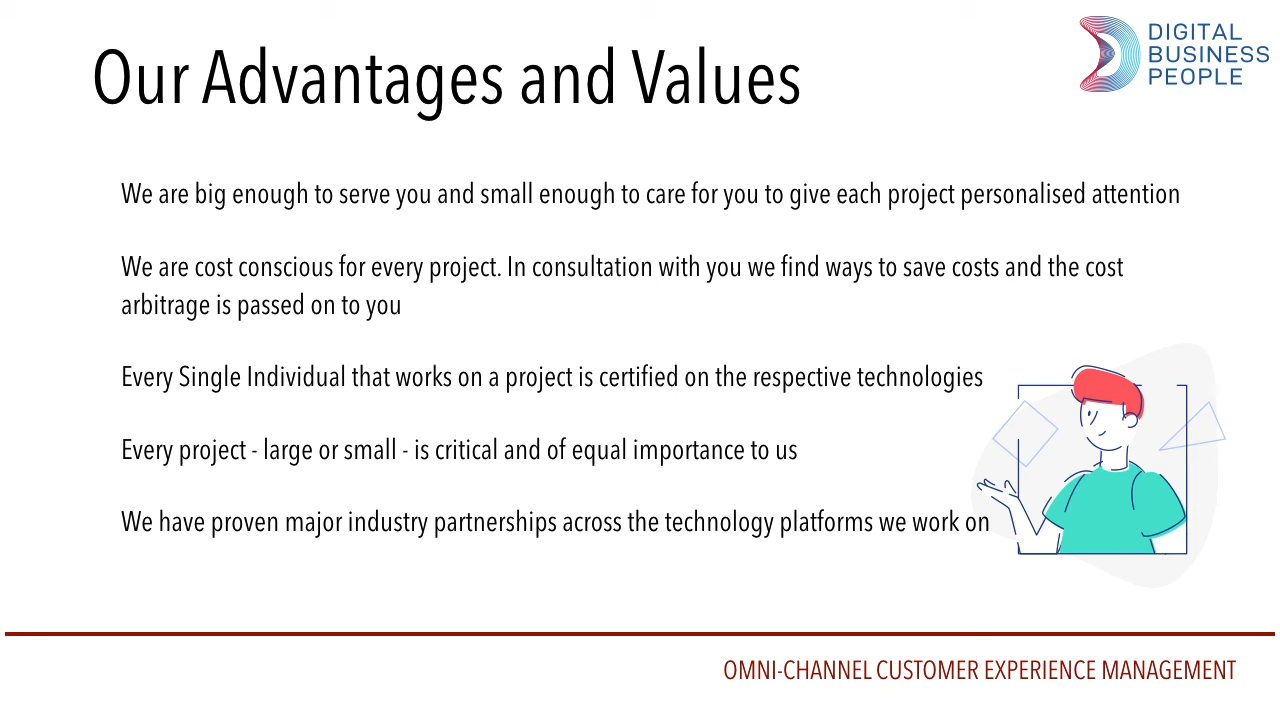 Our Advantages and Values
DIGITAL
BUSINESS
PEOPLE
We are big enough to serve you and small enough to care for you to give each project personalised attention
We are cost conscious for every project. In consultation with you we find ways to save costs and the cost
arbitrage is passed on to you
Every Single Individual that works on a project is certified on the respective technologies
Every project - large or small - is critical and of equal importance to us
We have proven major industry partnerships across the technology platforms we work on
OMNI-CHANNEL CUSTOMER EXPERIENCE MANAGEMENT